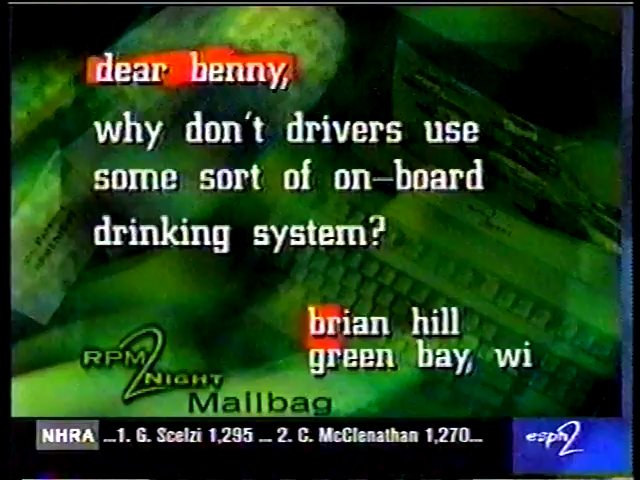 dear benny,
why don't drivers use
some sort of on-board
drinking system?
brian hill
green bay, wi
RPM
2
NIGHT
Mailbag
NHRA ...1. G. Scelzi 1,295 ... 2. C. McClenathan 1,270...
espn2